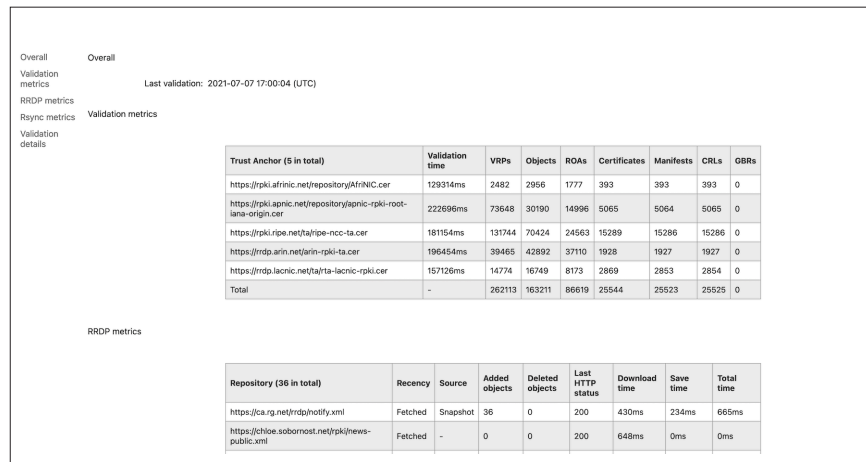 Overall
Validation
metrics
RRDP metrics
Rsync metrics
Validation
details
Overall
Last validation: 2021-07-07 17:00:04 (UTC)
Validation metrics
Trust Anchor (5 in total) Validation time VRPs Objects ROAs Certificates Manifests CRLs GBRs
https://rpki.afrinic.net/repository/AfriNIC.cer 129314ms 2482 2956 1777 393 393 393 0
https://rpki.apnic.net/repository/apnic-rpki-root-iana-origin.cer 222696ms 73648 30190 14996 5065 5064 5065 0
https://rpki.ripe.net/ta/ripe-ncc-ta.cer 181154ms 131744 70424 24563 15289 15286 15286 0
https://rrdp.arin.net/arin-rpki-ta.cer 196454ms 39465 42892 37110 1928 1927 1927 0
https://rrdp.lacnic.net/ta/rta-lacnic-rpki.cer 157126ms 14774 16749 8173 2869 2853 2854 0
Total - 262113 163211 86619 25544 25523 25525 0
RRDP metrics
Repository (36 in total) Recency Source Added objects Deleted objects Last HTTP status Download time Save time Total time
https://ca.rg.net/rrdp/notify.xml Fetched Snapshot 36 0 200 430ms 234ms 665ms
https://chloe.sobornost.net/rpki/news-public.xml Fetched - 0 0 200 648ms 0ms 0ms